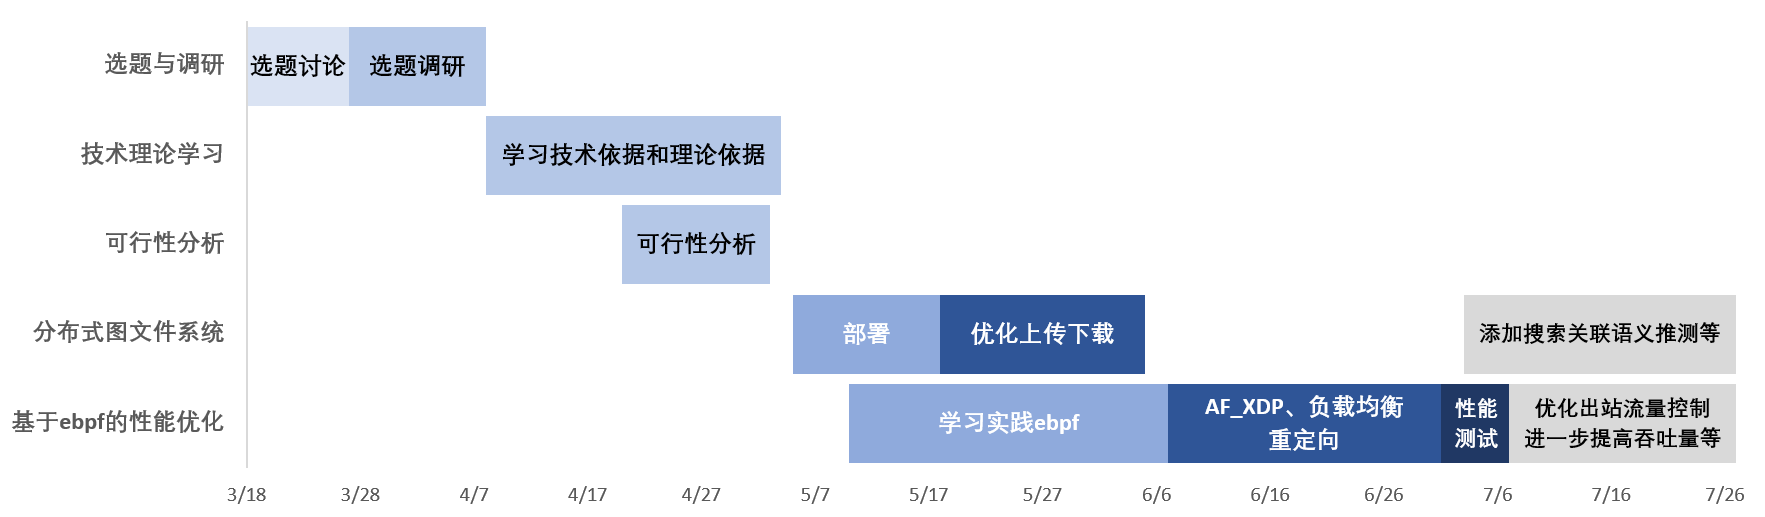 选题与调研
选题讨论
选题调研
技术理论学习
学习技术依据和理论依据
可行性分析
可行性分析
分布式图文件系统
部署
优化上传下载
添加搜索关联语义推测等
基于ebpf的性能优化
学习实践ebpf
AF_XDP、负载均衡
重定向
性能
测试
优化出站流量控制
进一步提高吞吐量等
3/18
3/28
4/7
4/17
4/27
5/7
5/17
5/27
6/6
6/16
6/26
7/6
7/16
7/26